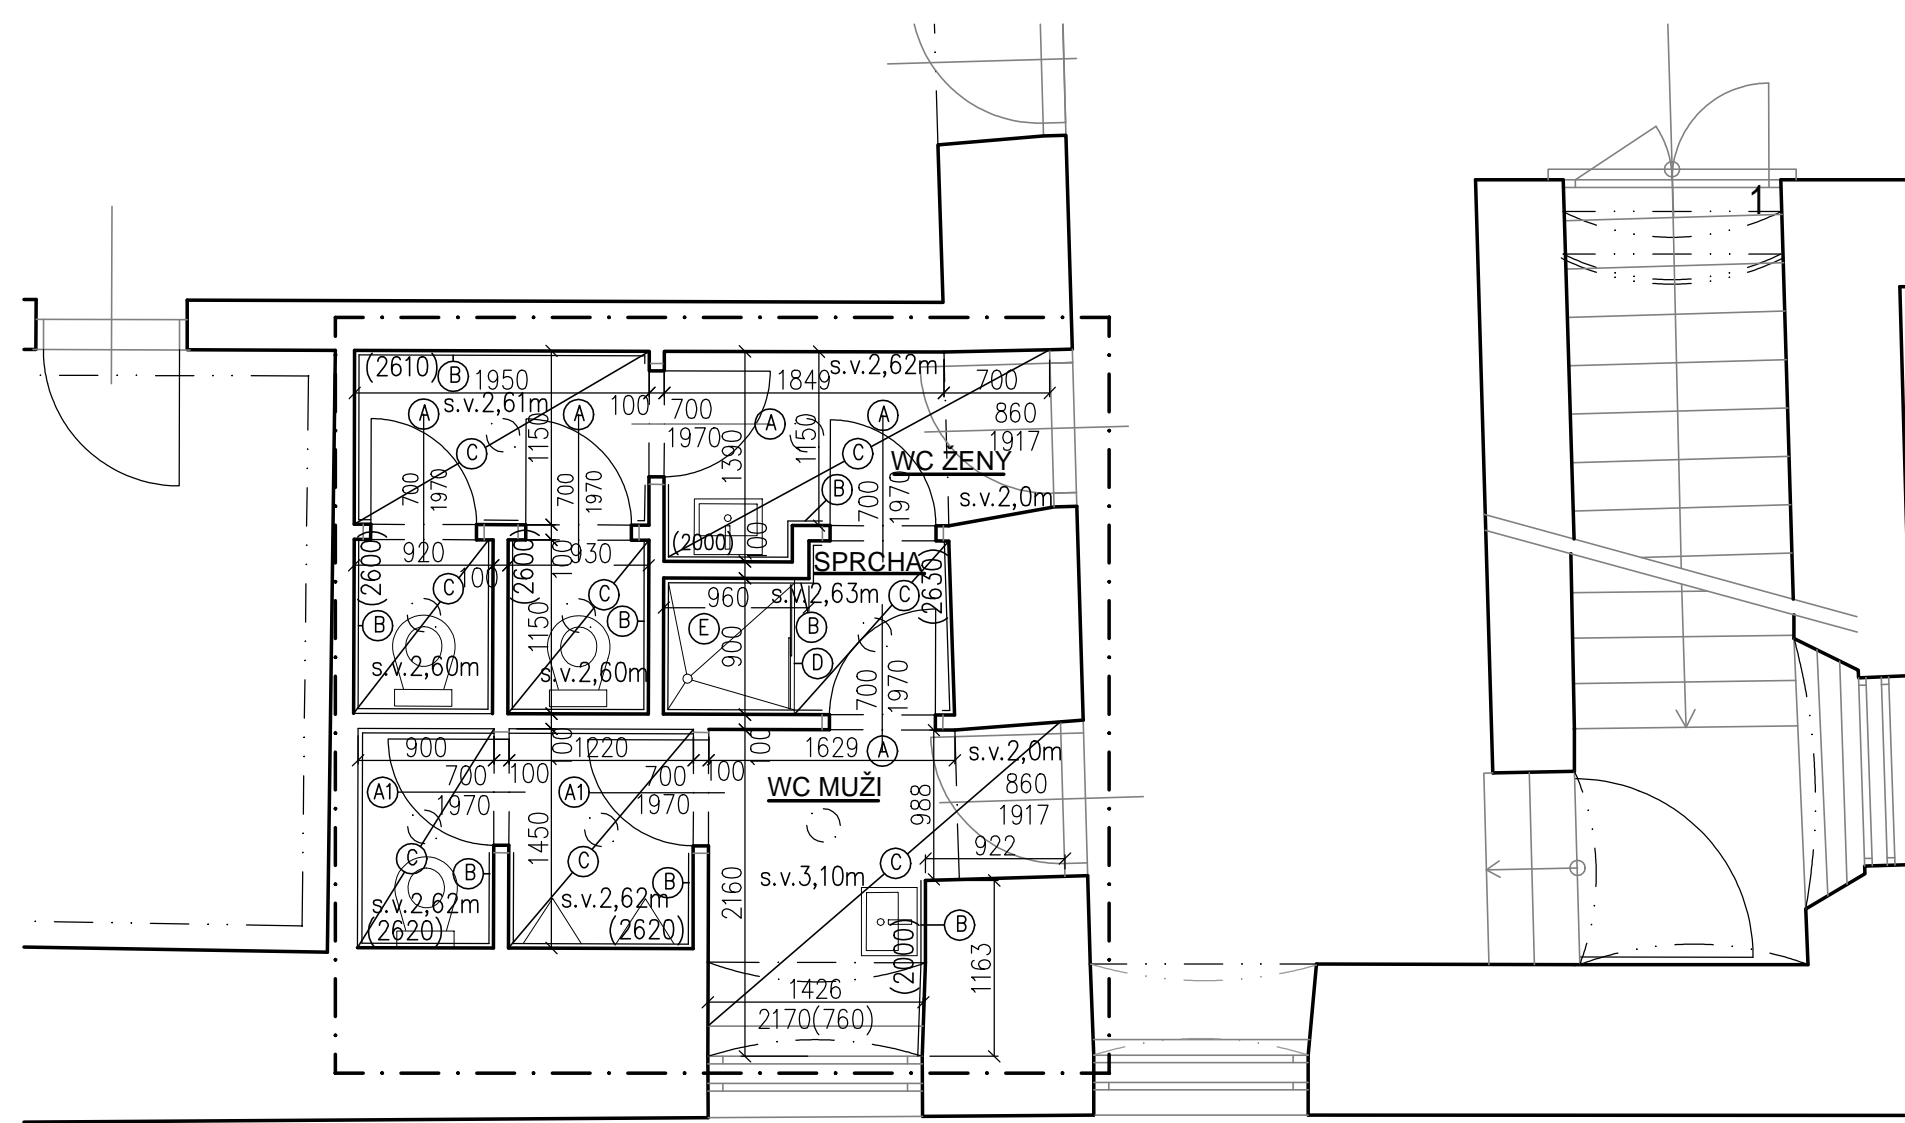 1
(2610)
B
1950
s.v.2,61m
100
700
1970
1849
s.v.2,62m
700
860
1917
A
A
A
A
1150
1390
1150
C
C
WC ŽENY
B
s.v.2,0m
700
1970
700
1970
700
1970
(2000)
(2600)
920
100
(2600)
930
100
SPRCHA
(2630)
C
C
960
s.v.2,63m
C
B
B
E
B
D
1150
900
s.v.2,60m
s.v.2,60m
700
1970
A
900
1220
1629
s.v.2,0m
700
1970
100
700
1970
A1
A1
WC MUŽI
860
1917
988
922
1450
C
B
C
B
C
s.v.3,10m
2160
s.v.2,62m
(2620)
s.v.2,62m
(2620)
B
(2000)
1163
1426
2170(760)